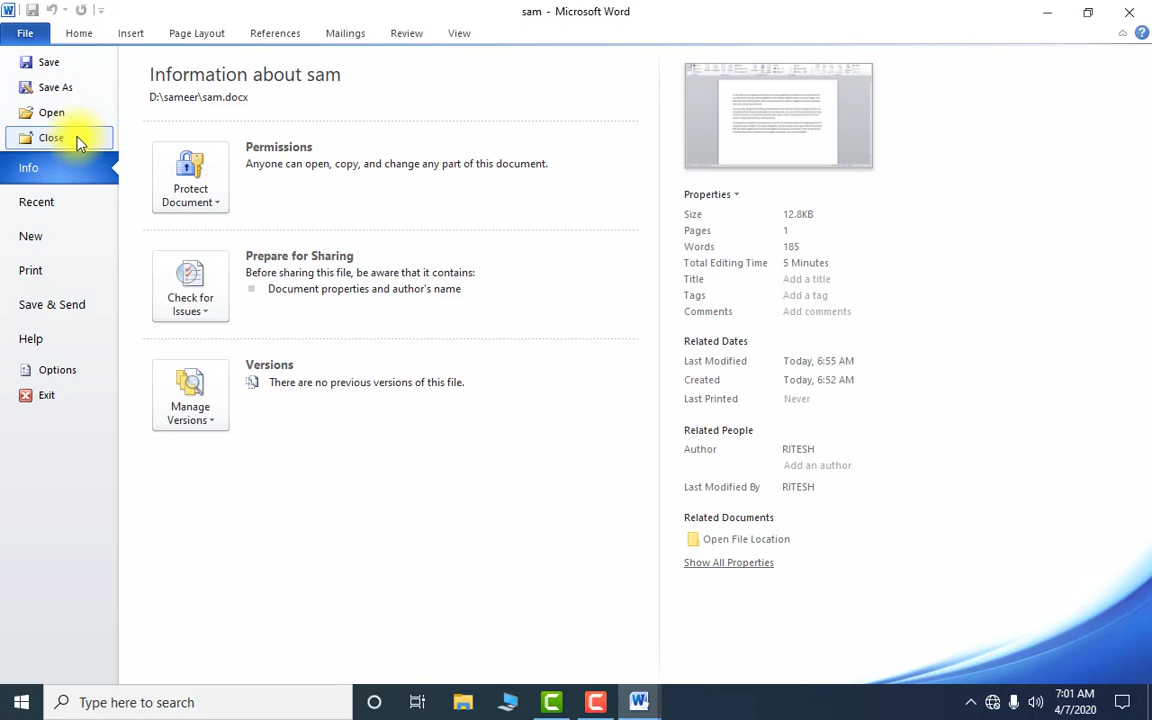 sam - Microsoft Word
File Home Insert Page Layout References Mailings Review View
Save
Save As
Open
Close
Info
Recent
New
Print
Save & Send
Help
Options
Exit
Information about sam
D:\sameer\sam.docx
Protect
Document
Permissions
Anyone can open, copy, and change any part of this document.
Check for
Issues
Prepare for Sharing
Before sharing this file, be aware that it contains:
Document properties and author's name
Manage
Versions
Versions
There are no previous versions of this file.
Properties
Size 12.8KB
Pages 1
Words 185
Total Editing Time 5 Minutes
Title Add a title
Tags Add a tag
Comments Add comments
Related Dates
Last Modified Today, 6:55 AM
Created Today, 6:52 AM
Last Printed Never
Related People
Author RITESH
Add an author
Last Modified By RITESH
Related Documents
Open File Location
Show All Properties
Type here to search
7:01 AM
4/7/2020